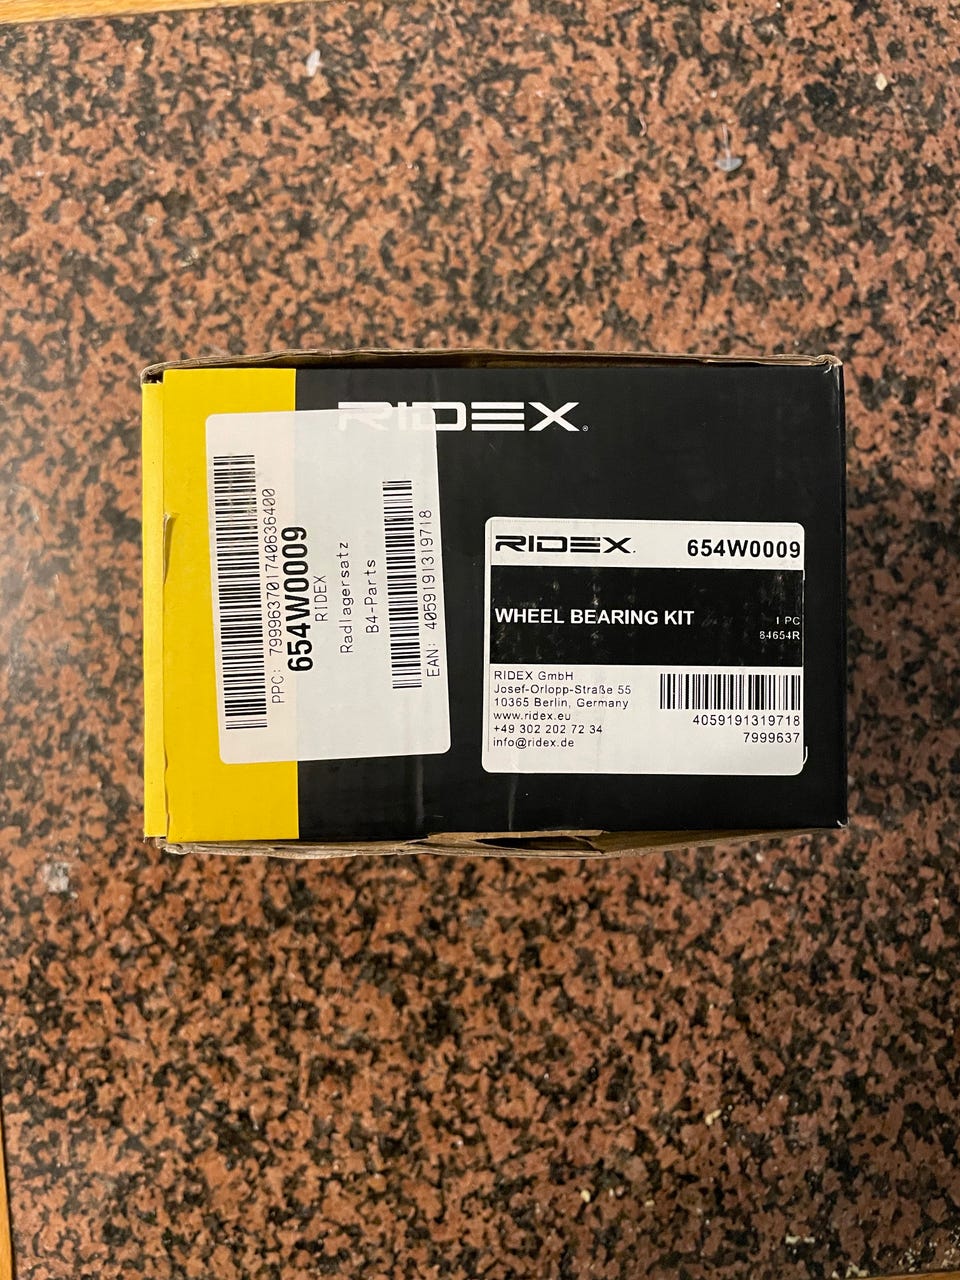 RIDEX®
PPC: 7999637017406​36400
654W0009
RIDEX
Radlagersatz
B4-Parts
EAN: 4059191319718
RIDEX. 654W0009
WHEEL BEARING KIT 1 PC
84654R
RIDEX GmbH
Josef-Orlopp-Straße 55
10365 Berlin, Germany
www.ridex.eu
+49 302 202 72 34
info@ridex.de
4059191319718
7999637